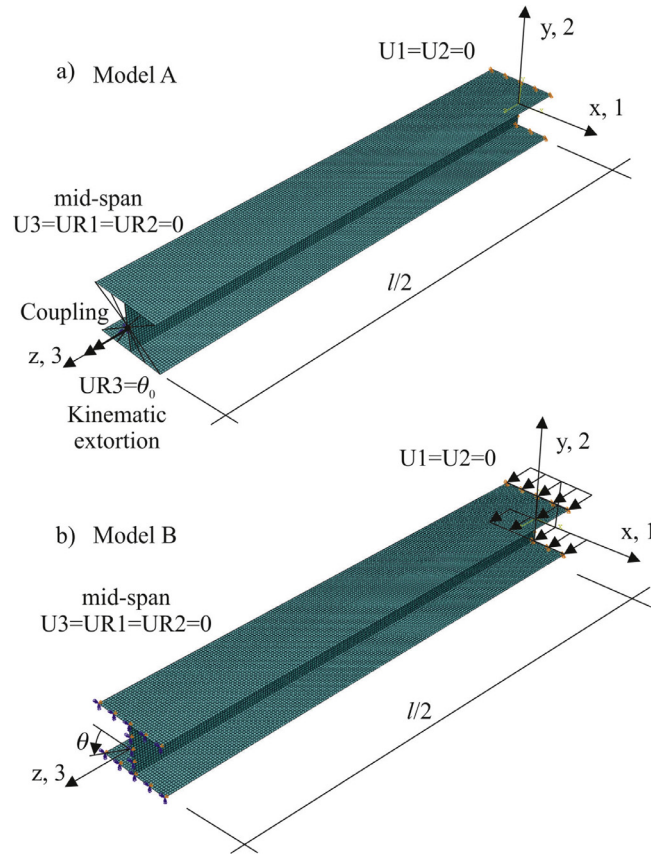 y, 2
U1=U2=0
a) Model A
x, 1
mid-span
U3=UR1=UR2=0
l/2
Coupling
z, 3
UR3=θ₀
Kinematic
extortion
y, 2
U1=U2=0
b) Model B
x, 1
mid-span
U3=UR1=UR2=0
l/2
θ
z, 3